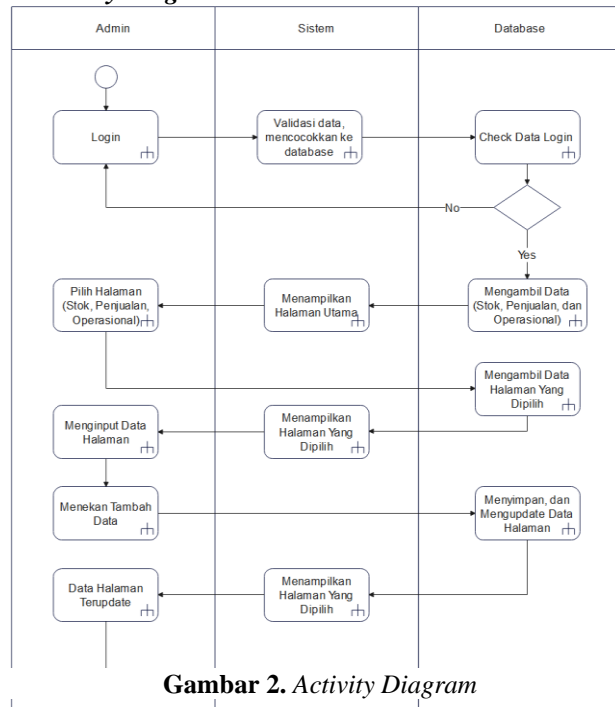 Admin
Sistem
Database
Login
Validasi data,
mencocokkan ke
database
Check Data Login
No
Yes
Pilih Halaman
(Stok, Penjualan,
Operasional)
Menampilkan
Halaman Utama
Mengambil Data
(Stok, Penjualan, dan
Operasional)
Mengambil Data
Halaman Yang
Dipilih
Menginput Data
Halaman
Menampilkan
Halaman Yang
Dipilih
Menekan Tambah
Data
Menyimpan, dan
Mengupdate Data
Halaman
Data Halaman
Terupdate
Menampilkan
Halaman Yang
Dipilih
Gambar 2. Activity Diagram